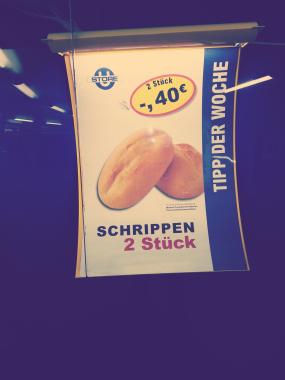 U
STORE
2 Stück
-,40€
TIPP DER WOCHE
SCHRIPPEN
2 Stück